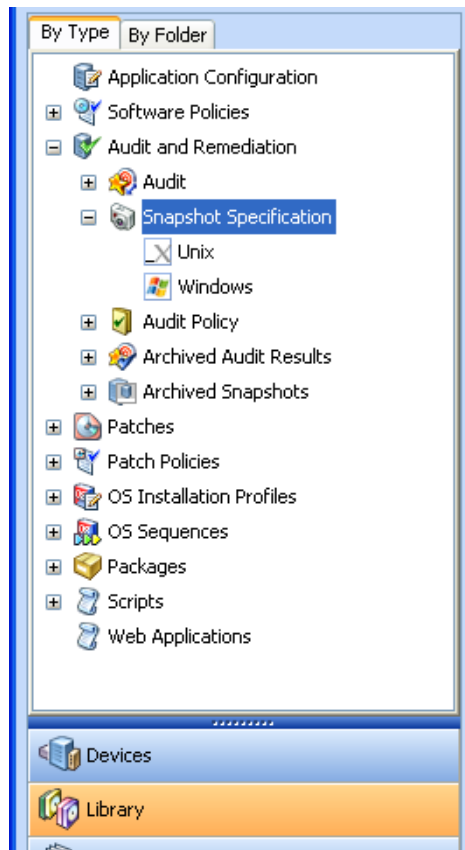 By Type By Folder
Application Configuration
Software Policies
Audit and Remediation
Audit
Snapshot Specification
Unix
Windows
Audit Policy
Archived Audit Results
Archived Snapshots
Patches
Patch Policies
OS Installation Profiles
OS Sequences
Packages
Scripts
Web Applications
Devices
Library